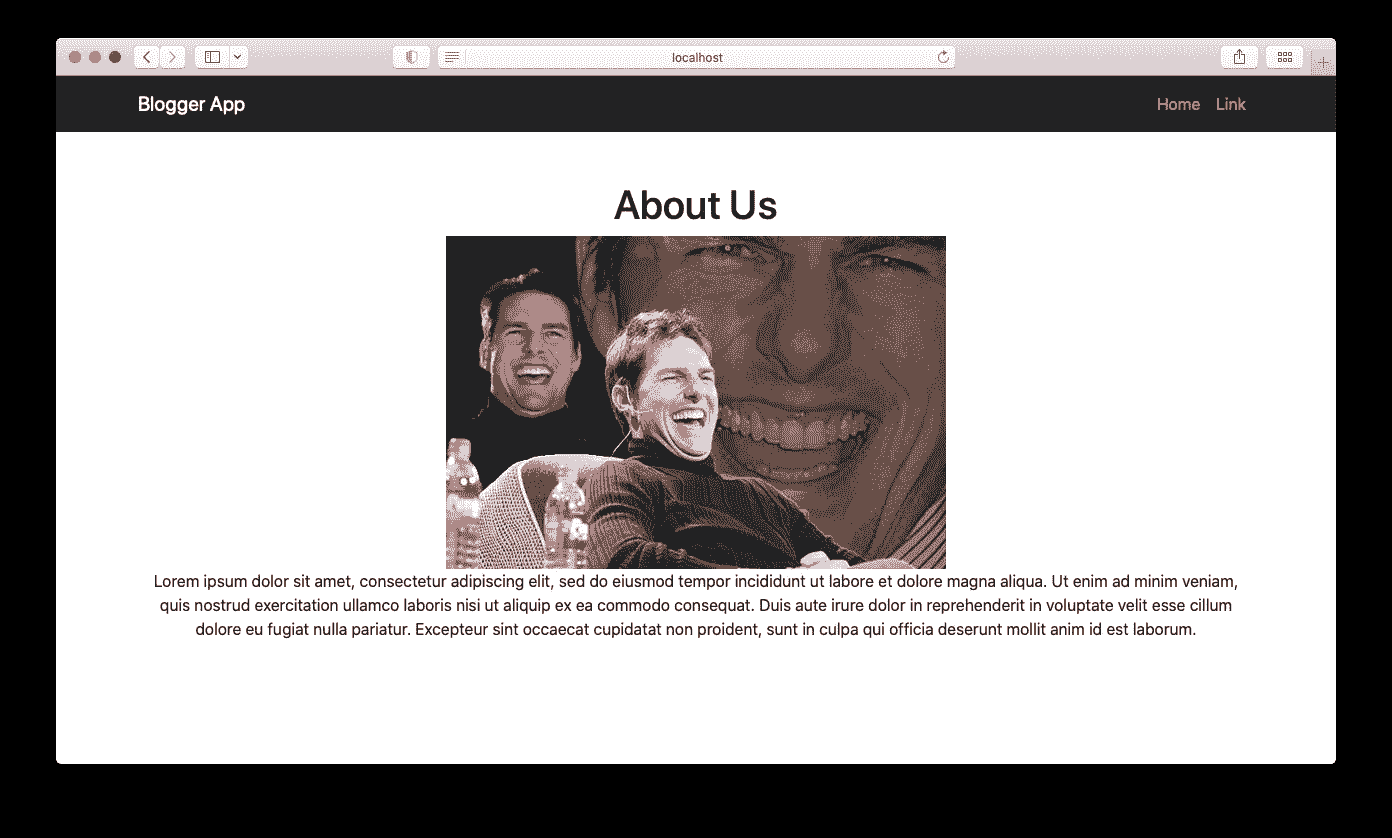 localhost
Blogger App
Home Link
About Us
Lorem ipsum dolor sit amet, consectetur adipiscing elit, sed do eiusmod tempor incididunt ut labore et dolore magna aliqua. Ut enim ad minim veniam,
quis nostrud exercitation ullamco laboris nisi ut aliquip ex ea commodo consequat. Duis aute irure dolor in reprehenderit in voluptate velit esse cillum
dolore eu fugiat nulla pariatur. Excepteur sint occaecat cupidatat non proident, sunt in culpa qui officia deserunt mollit anim id est laborum.